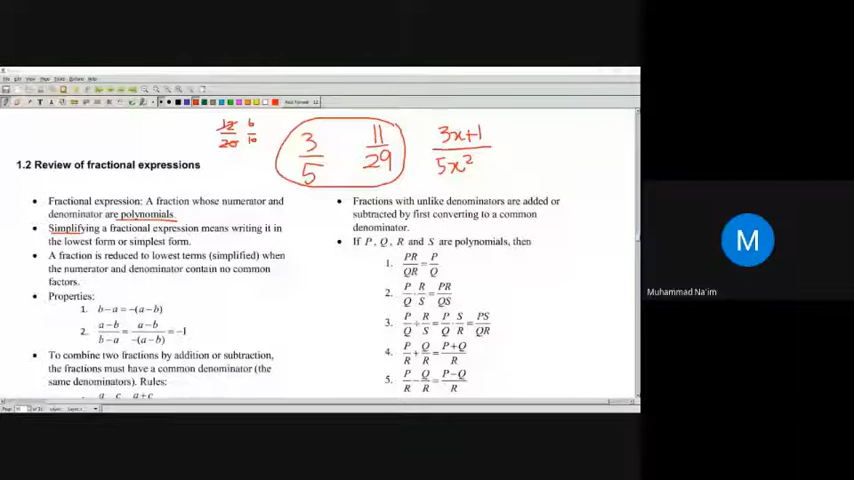 12/20 6/10
3/5 11/29 3x+1/5x²
1.2 Review of fractional expressions
• Fractional expression: A fraction whose numerator and
denominator are polynomials
• Simplifying a fractional expression means writing it in
the lowest form or simplest form.
• A fraction is reduced to lowest terms (simplified) when
the numerator and denominator contain no common
factors.
• Properties:
1. b−a=−(a−b)
2. a−b/b−a = a−b/−(a−b) = −1
• To combine two fractions by addition or subtraction,
the fractions must have a common denominator (the
same denominators). Rules:
a c a+c
• Fractions with unlike denominators are added or
subtracted by first converting to a common
denominator.
• If P, Q, R and S are polynomials, then
1. PR/QR = P/Q
2. P/Q · R/S = PR/QS
3. P/Q ÷ R/S = P/Q · S/R = PS/QR
4. P/R + Q/R = P+Q/R
5. P/R − Q/R = P−Q/R
M
Muhammad Na'im